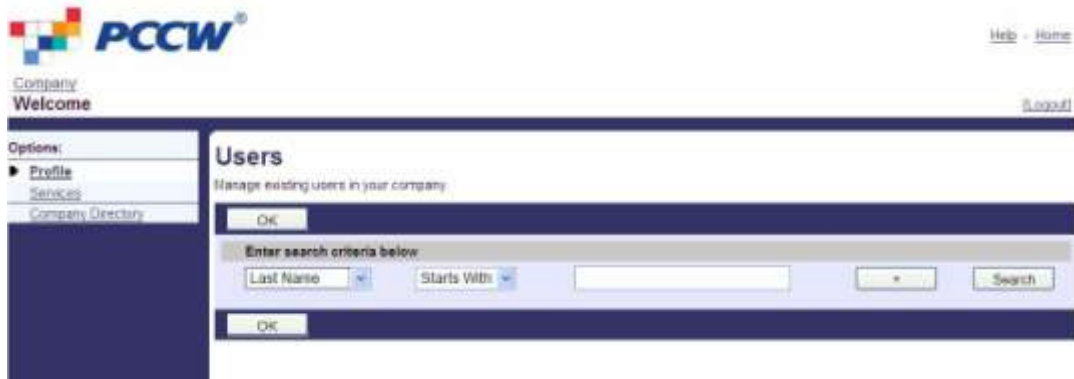 PCCW®
Help - Home
Company
Welcome
[Logout]
Options:
Profile
Services
Company Directory
Users
Manage existing users in your company
OK
Enter search criteria below
Last Name Starts With + Search
OK